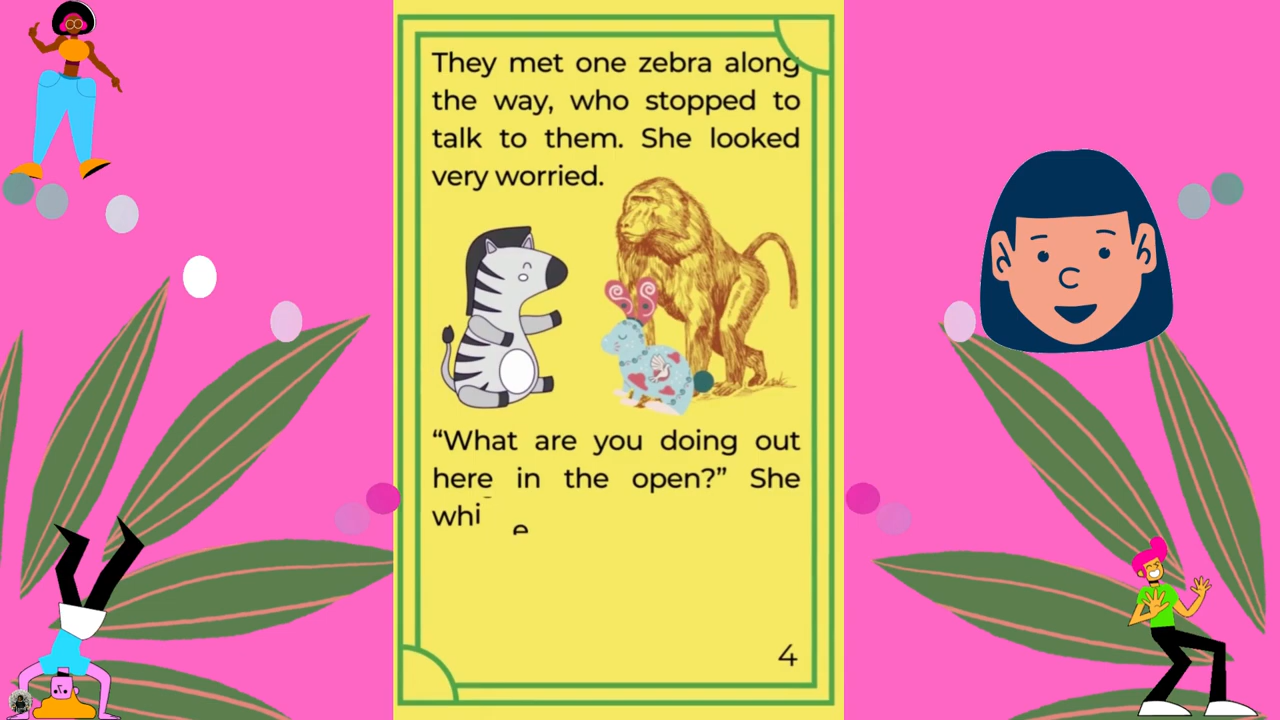 They met one zebra along
the way, who stopped to
talk to them. She looked
very worried.
“What are you doing out
here in the open?” She
4